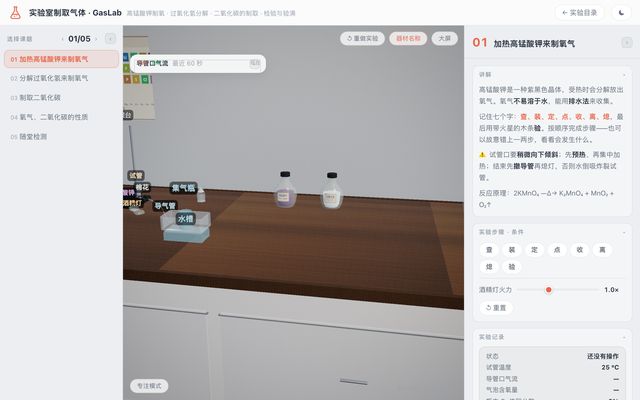 实验室制取气体 · GasLab
高锰酸钾制氧 · 过氧化氢分解 · 二氧化碳的制取 · 检验与验满
← 实验目录
选择课题
01/05
01 加热高锰酸钾来制氧气
02 分解过氧化氢来制氧气
03 制取二氧化碳
04 氧气、二氧化碳的性质
05 随堂检测
重做实验
器材名称
大屏
导管口气流 最近 60 秒
试管
棉花
酒精灯
集气瓶
导气管
水槽
专注模式
01 加热高锰酸钾来制氧气
讲解
高锰酸钾是一种紫黑色晶体，受热时会分解放出
氧气。氧气不易溶于水，能用排水法来收集。
记住七个字：查、装、定、点、收、离、熄，最
后用带火星的木条验。按顺序完成步骤——也可
以故意错上一两步，看看会发生什么。
⚠️ 试管口要稍微向下倾斜；先预热，再集中加
热；结束先撤导管再熄灯，否则水倒吸炸裂试
管。
反应原理：2KMnO₄ —Δ→ K₂MnO₄ + MnO₂ +
O₂↑
实验步骤 · 条件
查 装 定 点 收 离
熄 验
酒精灯火力 1.0×
重置
实验记录
状态 还没有操作
试管温度 25 °C
导管口气流 —
气泡含氧量 —